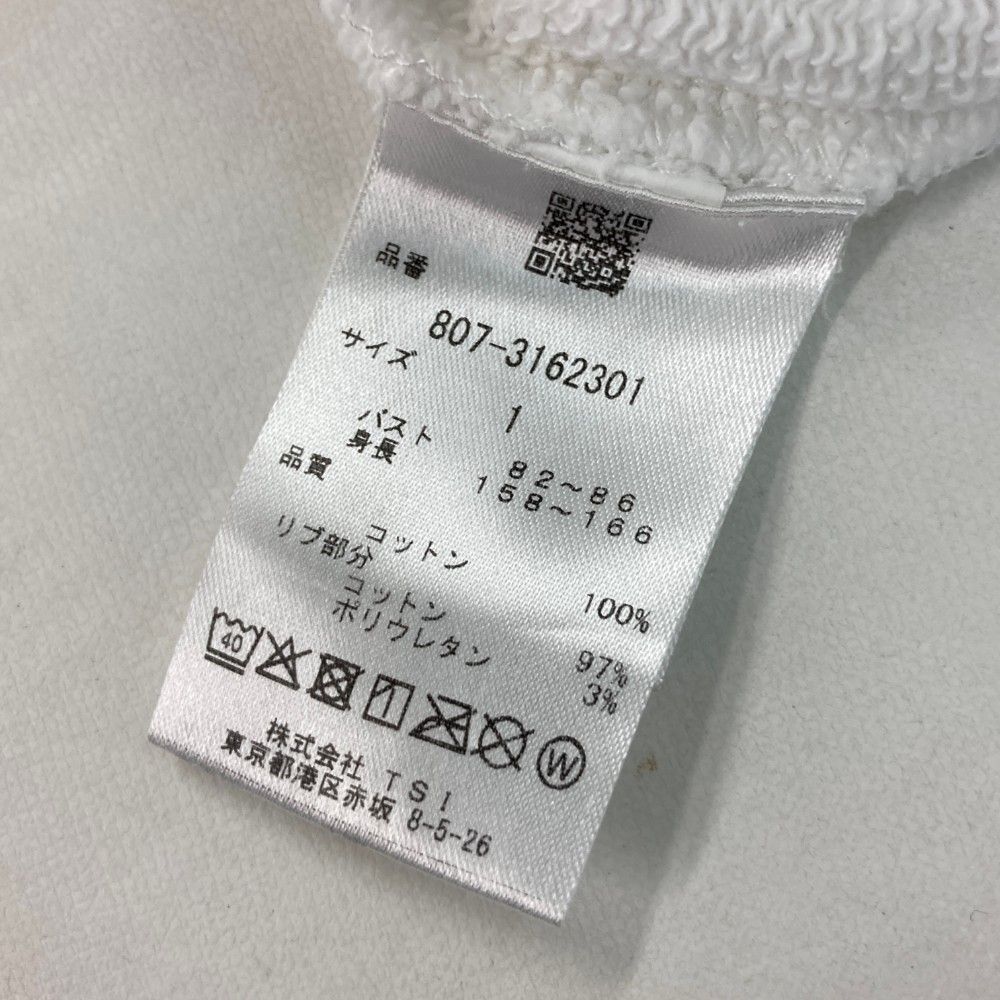 品番
807-3162301
サイズ
1
バスト 82～86
身長 158～166
品質
コットン 100%
リブ部分
コットン 97%
ポリウレタン 3%
40
W
株式会社 TSI
東京都港区赤坂 8-5-26